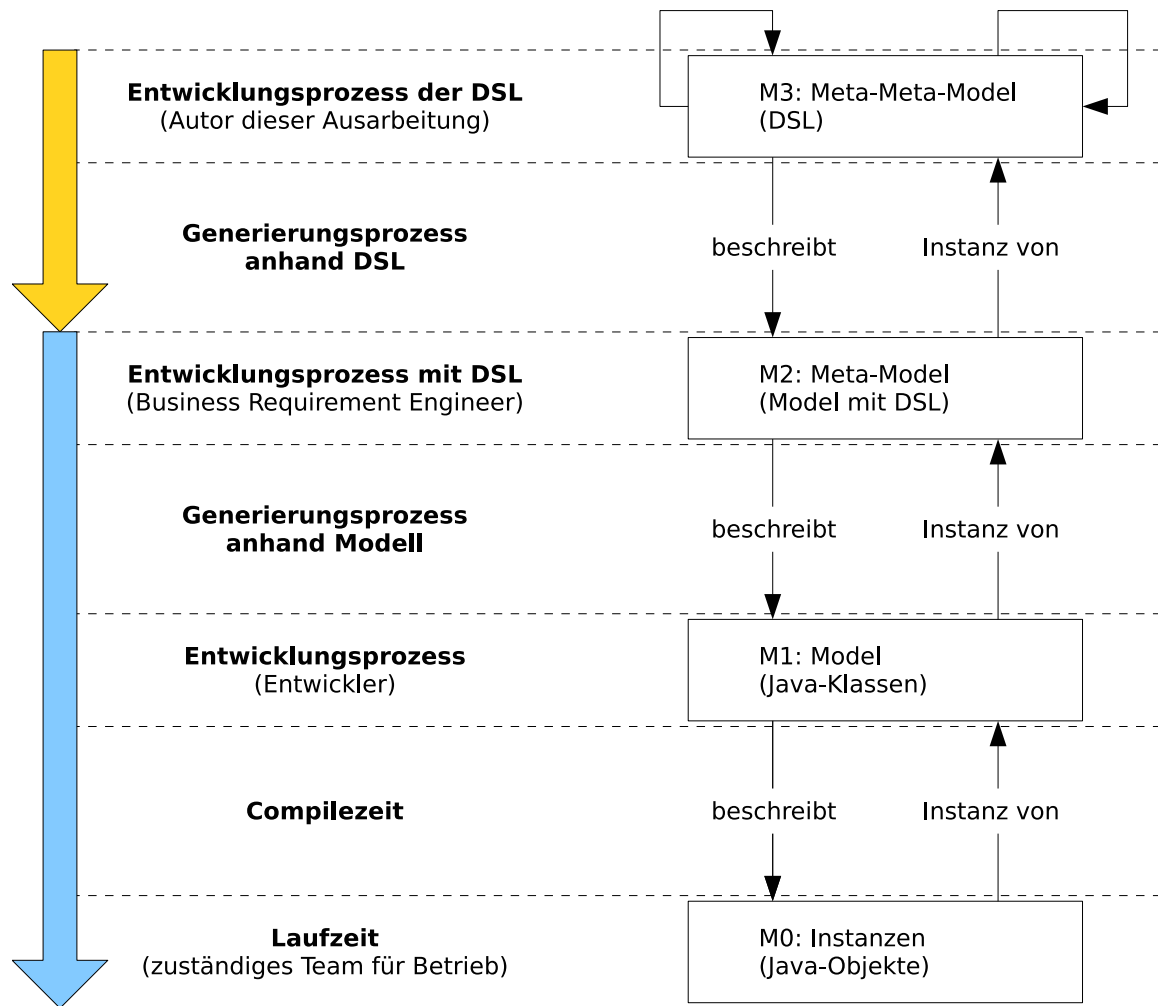 Entwicklungsprozess der DSL
(Autor dieser Ausarbeitung)
M3: Meta-Meta-Model
(DSL)
Generierungsprozess
anhand DSL
beschreibt
Instanz von
Entwicklungsprozess mit DSL
(Business Requirement Engineer)
M2: Meta-Model
(Model mit DSL)
Generierungsprozess
anhand Modell
beschreibt
Instanz von
Entwicklungsprozess
(Entwickler)
M1: Model
(Java-Klassen)
Compilezeit
beschreibt
Instanz von
Laufzeit
(zuständiges Team für Betrieb)
M0: Instanzen
(Java-Objekte)